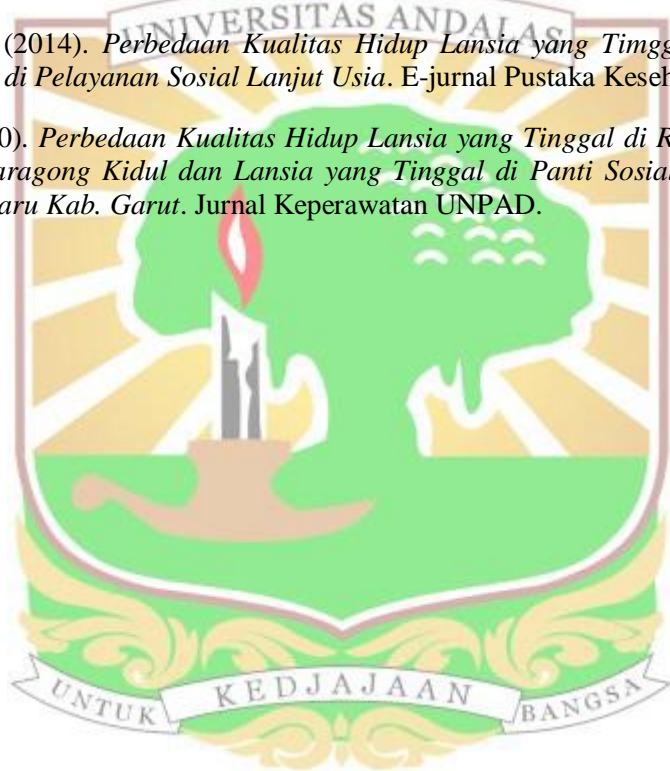 UNIVERSITAS ANDALAS
(2014). Perbedaan Kualitas Hidup Lansia yang Timgg
di Pelayanan Sosial Lanjut Usia. E-jurnal Pustaka Keseh
0). Perbedaan Kualitas Hidup Lansia yang Tinggal di R
aragong Kidul dan Lansia yang Tinggal di Panti Sosial
aru Kab. Garut. Jurnal Keperawatan UNPAD.
UNTUK KEDJAJAAN BANGSA